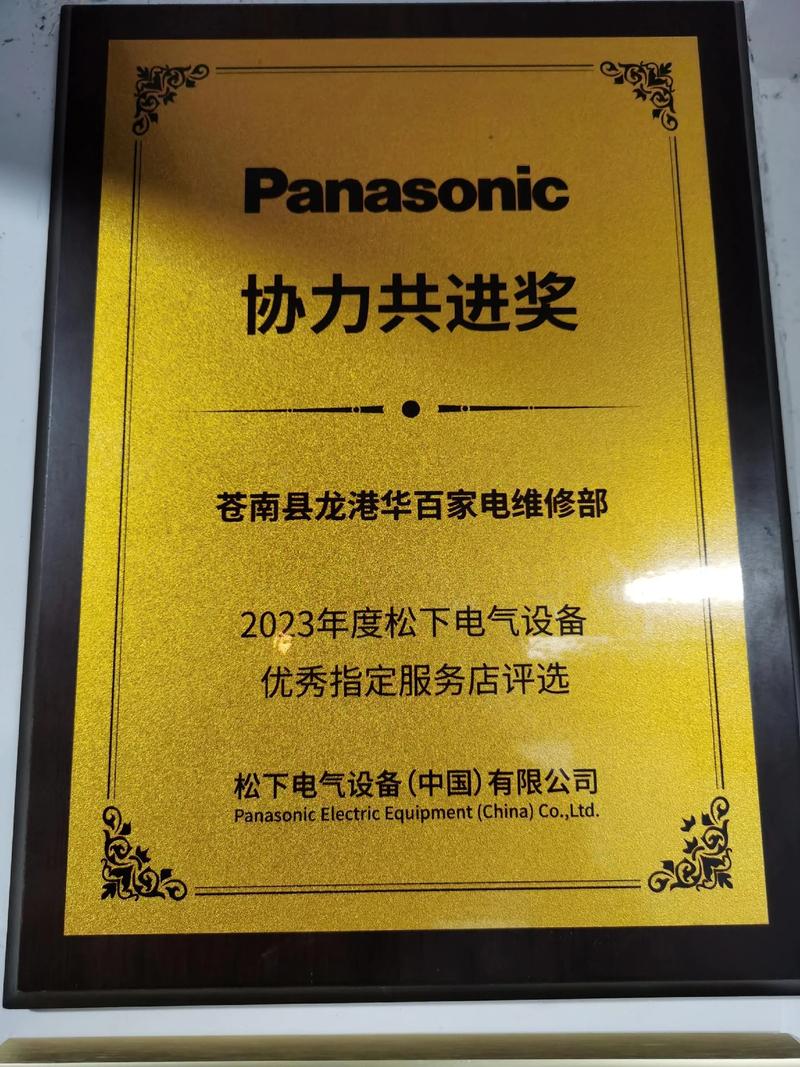 Panasonic
协力共进奖
苍南县龙港华百家电维修部
2023年度松下电气设备
优秀指定服务店评选
松下电气设备(中国)有限公司
Panasonic Electric Equipment (China) Co.,Ltd.